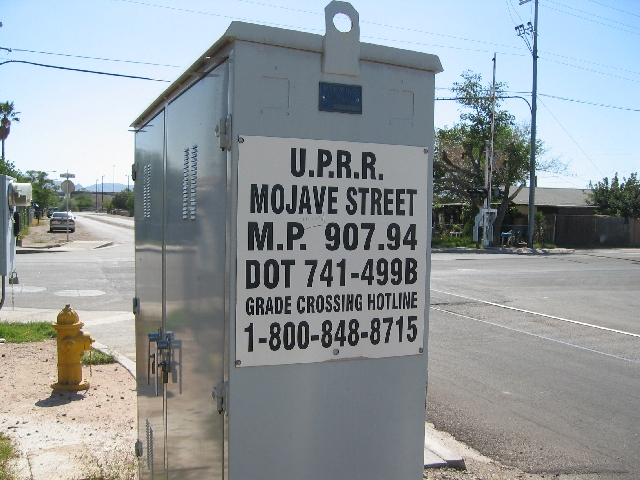 U.P.R.R.
MOJAVE STREET
M.P. 907.94
DOT 741-499B
GRADE CROSSING HOTLINE
1-800-848-8715